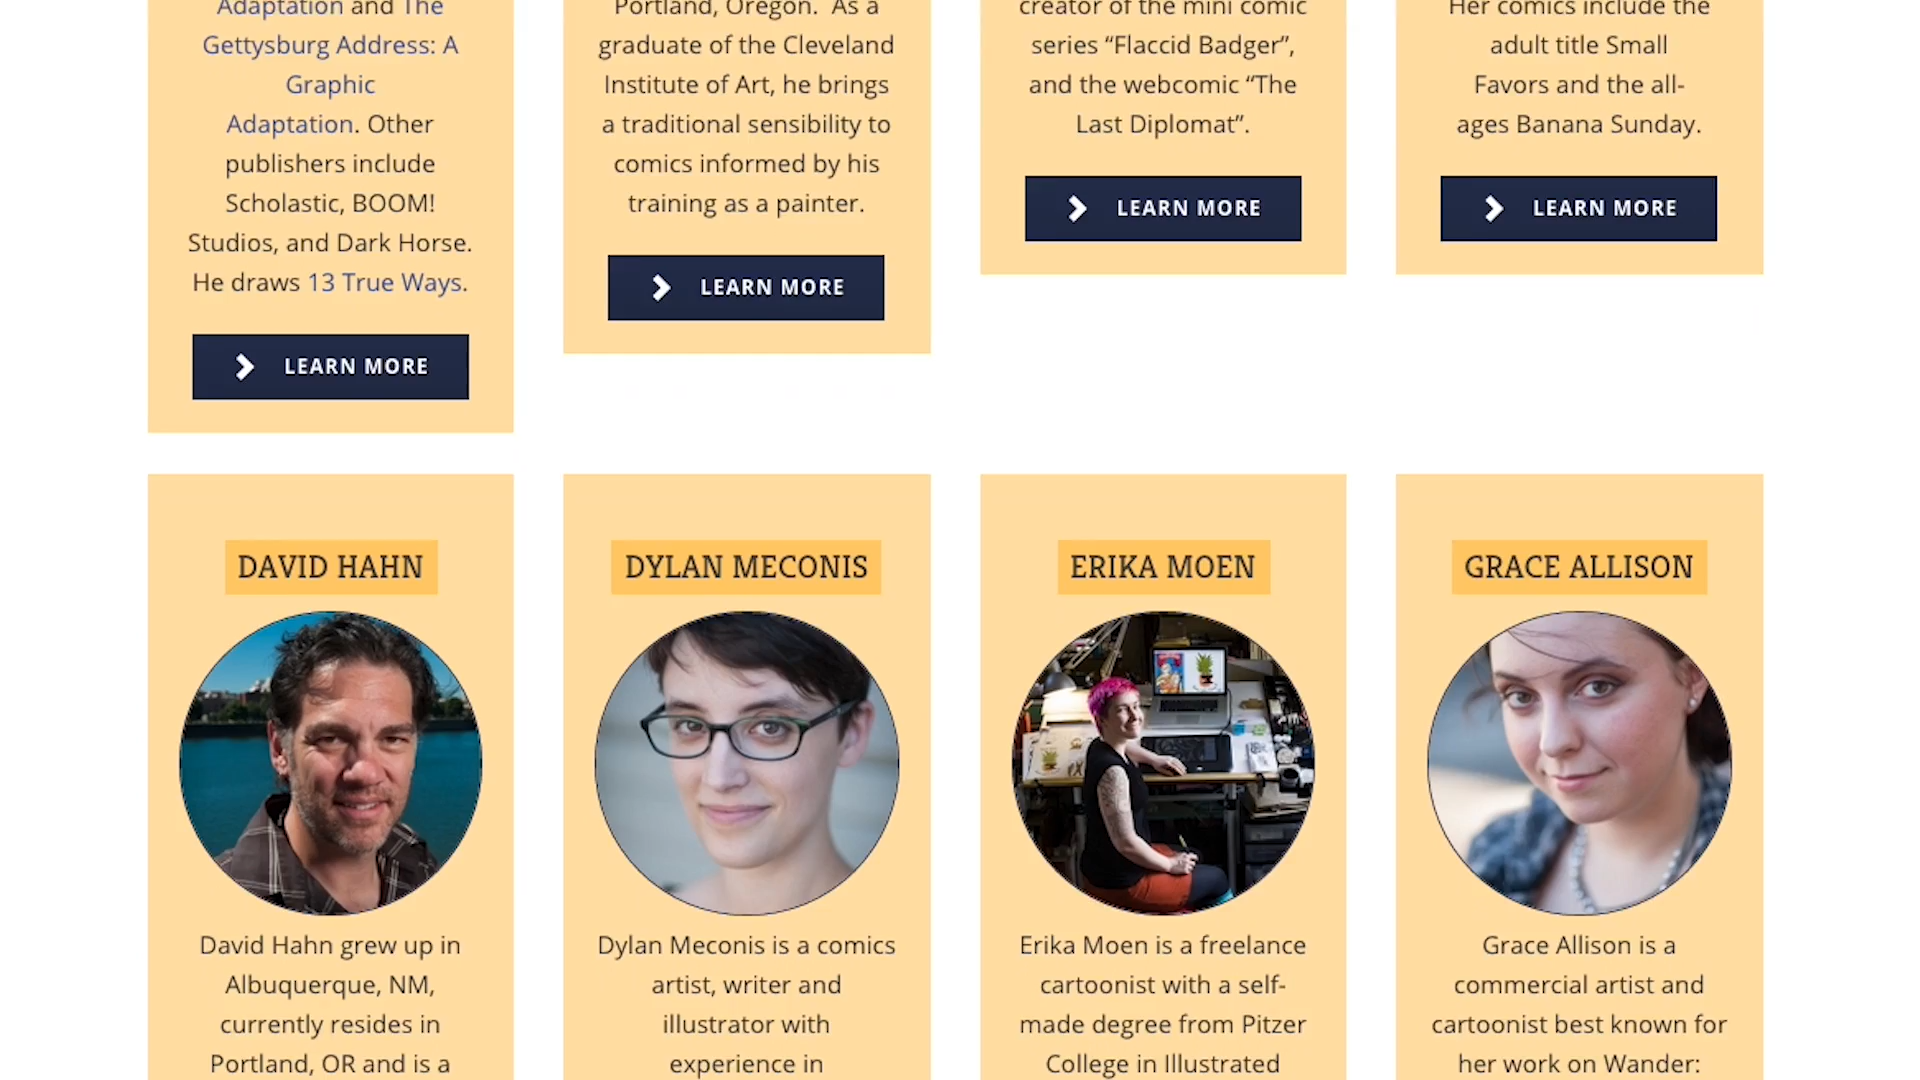 Adaptation and The
Gettysburg Address: A
Graphic
Adaptation. Other
publishers include
Scholastic, BOOM!
Studios, and Dark Horse.
He draws 13 True Ways.
LEARN MORE
Portland, Oregon. As a
graduate of the Cleveland
Institute of Art, he brings
a traditional sensibility to
comics informed by his
training as a painter.
LEARN MORE
creator of the mini comic
series “Flaccid Badger”,
and the webcomic “The
Last Diplomat”.
LEARN MORE
Her comics include the
adult title Small
Favors and the all-
ages Banana Sunday.
LEARN MORE
DAVID HAHN
David Hahn grew up in
Albuquerque, NM,
currently resides in
Portland, OR and is a
DYLAN MECONIS
Dylan Meconis is a comics
artist, writer and
illustrator with
experience in
ERIKA MOEN
Erika Moen is a freelance
cartoonist with a self-
made degree from Pitzer
College in Illustrated
GRACE ALLISON
Grace Allison is a
commercial artist and
cartoonist best known for
her work on Wander: